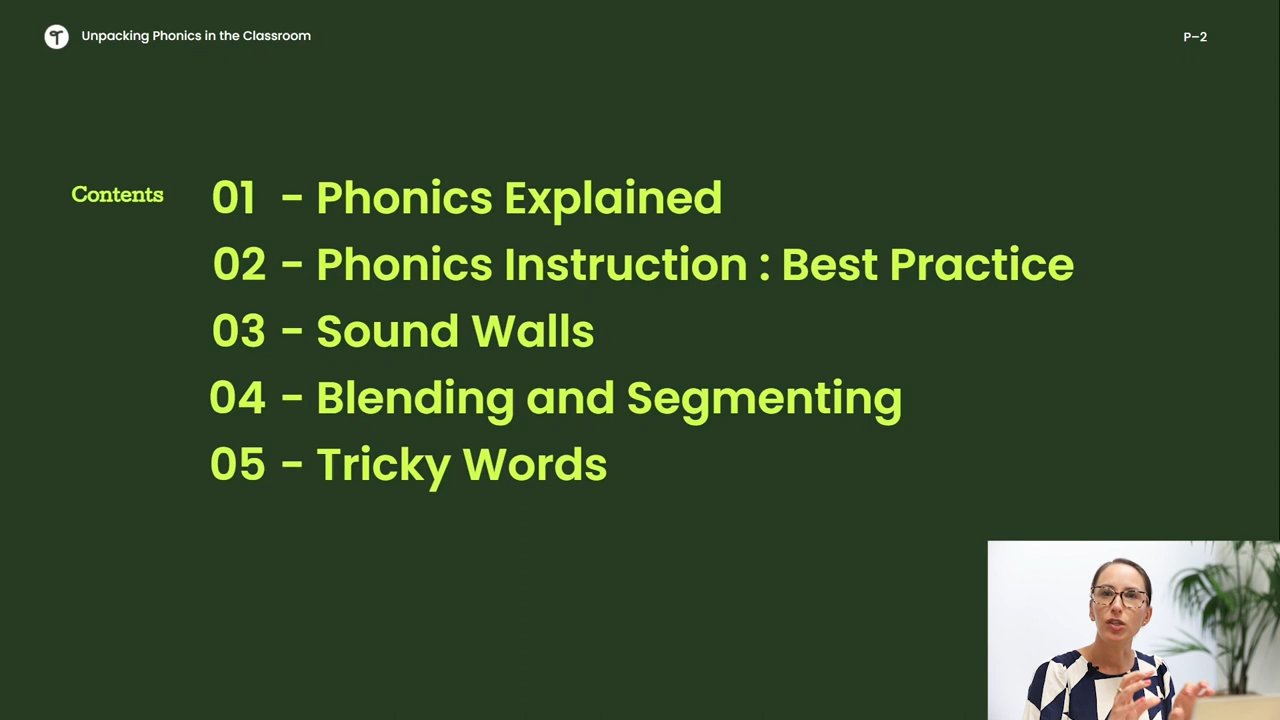 Unpacking Phonics in the Classroom
P–2
Contents
01 - Phonics Explained
02 - Phonics Instruction : Best Practice
03 - Sound Walls
04 - Blending and Segmenting
05 - Tricky Words